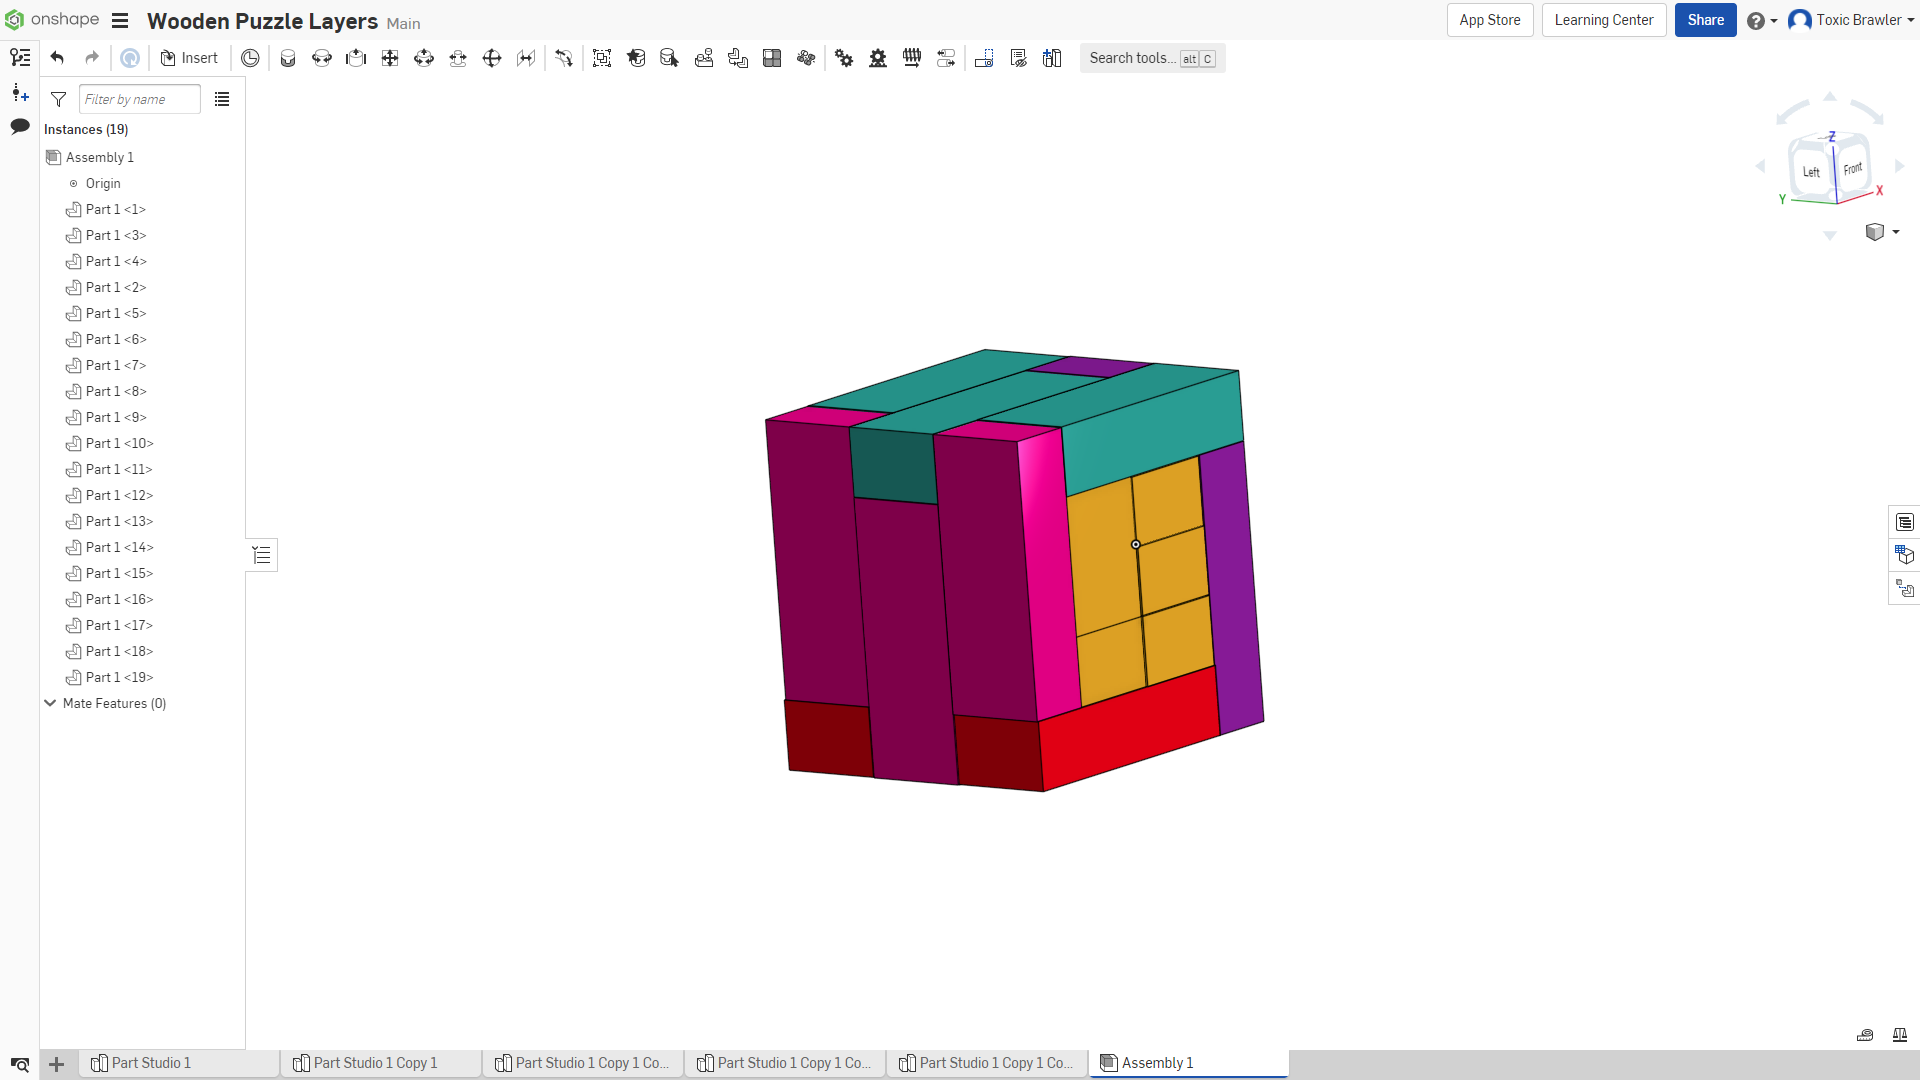 onshape Wooden Puzzle Layers Main App Store Learning Center Share Toxic Brawler
Insert Search tools... alt C
Filter by name
Instances (19)
Assembly 1
Origin
Part 1 <1>
Part 1 <3>
Part 1 <4>
Part 1 <2>
Part 1 <5>
Part 1 <6>
Part 1 <7>
Part 1 <8>
Part 1 <9>
Part 1 <10>
Part 1 <11>
Part 1 <12>
Part 1 <13>
Part 1 <14>
Part 1 <15>
Part 1 <16>
Part 1 <17>
Part 1 <18>
Part 1 <19>
Mate Features (0)
Z
Left Front
Y X
Part Studio 1 Part Studio 1 Copy 1 Part Studio 1 Copy 1 Co... Part Studio 1 Copy 1 Co... Part Studio 1 Copy 1 Co... Assembly 1